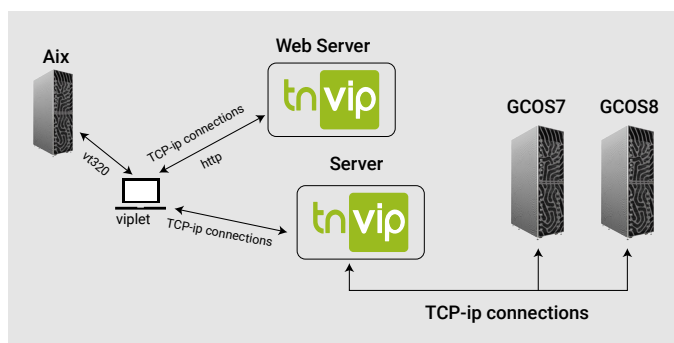 Aix
Web Server
tnvip
TCP-ip connections
http
vt320
viplet
Server
tnvip
TCP-ip connections
GCOS7
GCOS8
TCP-ip connections